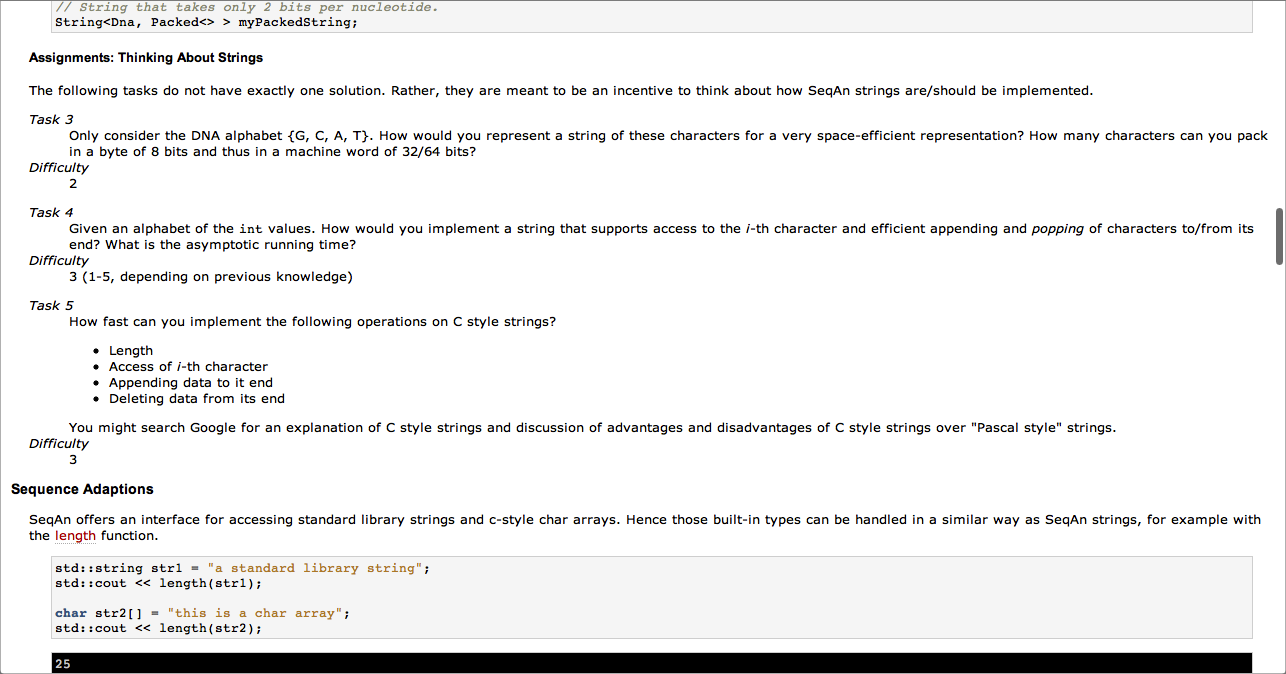 // String that takes only 2 bits per nucleotide.
String<Dna, Packed<> > myPackedString;
Assignments: Thinking About Strings
The following tasks do not have exactly one solution. Rather, they are meant to be an incentive to think about how SeqAn strings are/should be implemented.
Task 3
Only consider the DNA alphabet {G, C, A, T}. How would you represent a string of these characters for a very space-efficient representation? How many characters can you pack
in a byte of 8 bits and thus in a machine word of 32/64 bits?
Difficulty
2
Task 4
Given an alphabet of the int values. How would you implement a string that supports access to the i-th character and efficient appending and popping of characters to/from its
end? What is the asymptotic running time?
Difficulty
3 (1-5, depending on previous knowledge)
Task 5
How fast can you implement the following operations on C style strings?
• Length
• Access of i-th character
• Appending data to it end
• Deleting data from its end
You might search Google for an explanation of C style strings and discussion of advantages and disadvantages of C style strings over "Pascal style" strings.
Difficulty
3
Sequence Adaptions
SeqAn offers an interface for accessing standard library strings and c-style char arrays. Hence those built-in types can be handled in a similar way as SeqAn strings, for example with
the length function.
std::string str1 = "a standard library string";
std::cout << length(str1);
char str2[] = "this is a char array";
std::cout << length(str2);
25